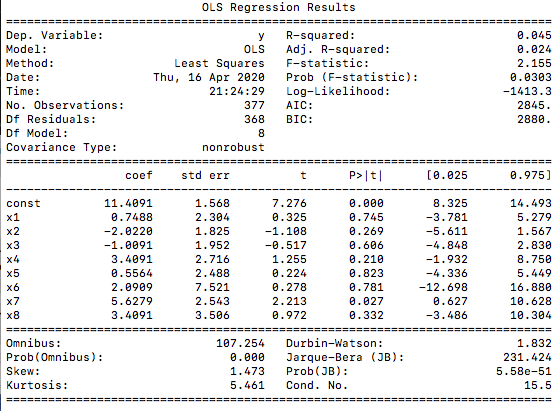 OLS Regression Results
==============================================================================
Dep. Variable:                      y   R-squared:                       0.045
Model:                            OLS   Adj. R-squared:                  0.024
Method:                 Least Squares   F-statistic:                     2.155
Date:                Thu, 16 Apr 2020   Prob (F-statistic):             0.0303
Time:                        21:24:29   Log-Likelihood:                -1413.3
No. Observations:                 377   AIC:                             2845.
Df Residuals:                     368   BIC:                             2880.
Df Model:                           8
Covariance Type:            nonrobust
==============================================================================
                 coef    std err          t      P>|t|      [0.025      0.975]
------------------------------------------------------------------------------
const         11.4091      1.568      7.276      0.000       8.325      14.493
x1             0.7488      2.304      0.325      0.745      -3.781       5.279
x2            -2.0220      1.825     -1.108      0.269      -5.611       1.567
x3            -1.0091      1.952     -0.517      0.606      -4.848       2.830
x4             3.4091      2.716      1.255      0.210      -1.932       8.750
x5             0.5564      2.488      0.224      0.823      -4.336       5.449
x6             2.0909      7.521      0.278      0.781     -12.698      16.880
x7             5.6279      2.543      2.213      0.027       0.627      10.628
x8             3.4091      3.506      0.972      0.332      -3.486      10.304
==============================================================================
Omnibus:                      107.254   Durbin-Watson:                   1.832
Prob(Omnibus):                  0.000   Jarque-Bera (JB):              231.424
Skew:                           1.473   Prob(JB):                     5.58e-51
Kurtosis:                       5.461   Cond. No.                         15.5
==============================================================================